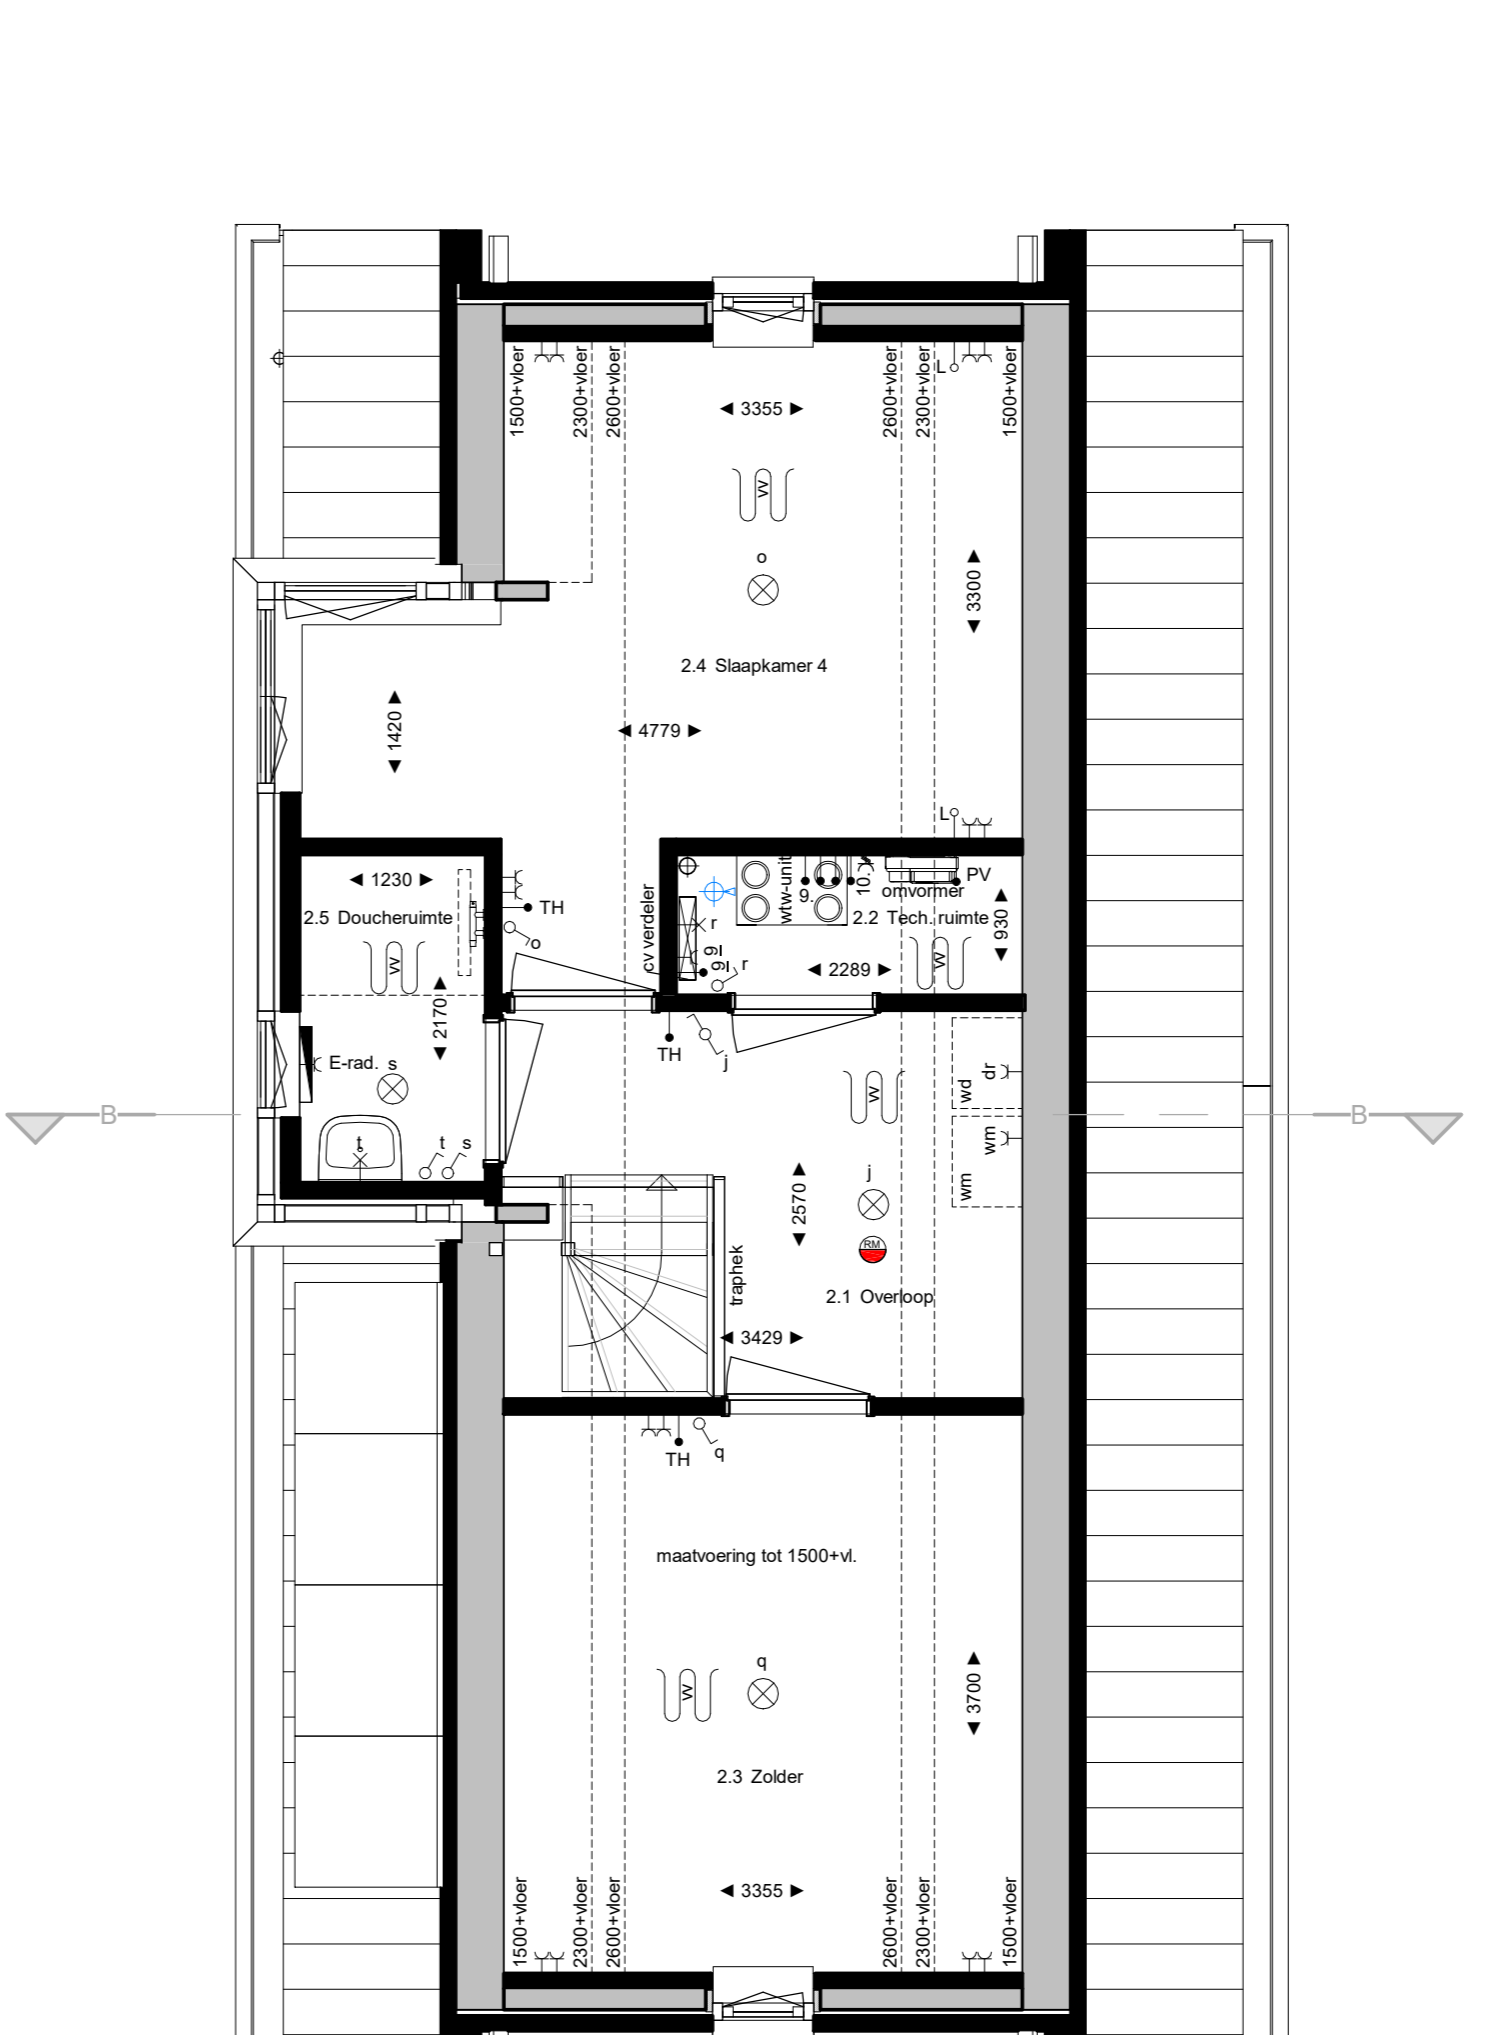 1500+vloer
2300+vloer
2600+vloer
2600+vloer
2300+vloer
L
1500+vloer
3355
vv
o
3300
2.4 Slaapkamer 4
1420
4779
L
1230
2.5 Doucheruimte
TH
o
cv verdeler
wtw-unit
9.
10.
PV
omvormer
2.2 Tech. ruimte
930
r
9
9
r
2289
vv
vv
2170
E-rad. s
TH
j
vv
wd
dr
wm
wm
B
B
t
t
s
2570
j
RM
traphek
2.1 Overloop
3429
TH
q
maatvoering tot 1500+vl.
q
vv
3700
2.3 Zolder
3355
1500+vloer
2300+vloer
2600+vloer
2600+vloer
2300+vloer
1500+vloer